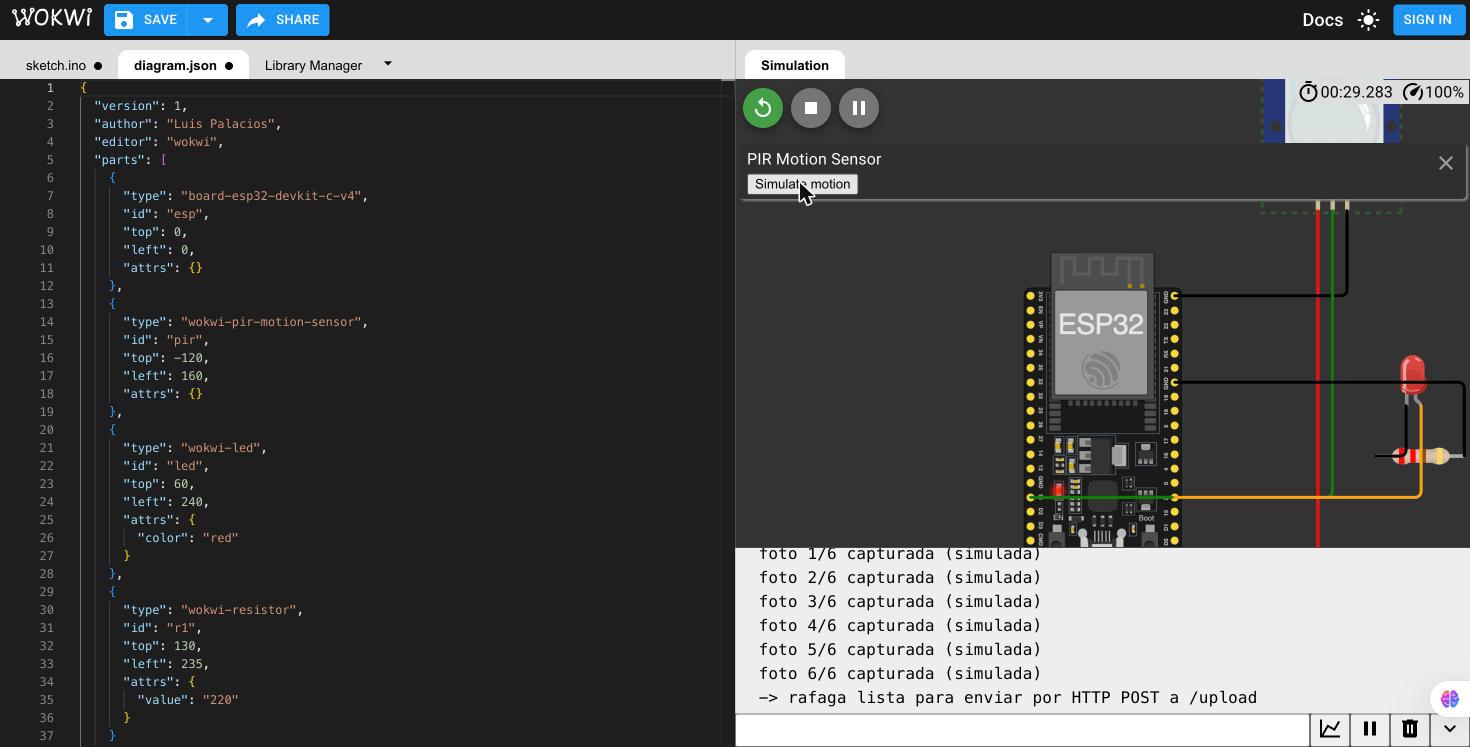 WOKWi
SAVE
SHARE
Docs
SIGN IN
sketch.ino ●
diagram.json ●
Library Manager
Simulation
1 {
2 "version": 1,
3 "author": "Luis Palacios",
4 "editor": "wokwi",
5 "parts": [
6 {
7 "type": "board-esp32-devkit-c-v4",
8 "id": "esp",
9 "top": 0,
10 "left": 0,
11 "attrs": {}
12 },
13 {
14 "type": "wokwi-pir-motion-sensor",
15 "id": "pir",
16 "top": -120,
17 "left": 160,
18 "attrs": {}
19 },
20 {
21 "type": "wokwi-led",
22 "id": "led",
23 "top": 60,
24 "left": 240,
25 "attrs": {
26 "color": "red"
27 }
28 },
29 {
30 "type": "wokwi-resistor",
31 "id": "r1",
32 "top": 130,
33 "left": 235,
34 "attrs": {
35 "value": "220"
36 }
37 }
00:29.283 100%
PIR Motion Sensor
Simulate motion
ESP32
EN
Boot
foto 1/6 capturada (simulada)
foto 2/6 capturada (simulada)
foto 3/6 capturada (simulada)
foto 4/6 capturada (simulada)
foto 5/6 capturada (simulada)
foto 6/6 capturada (simulada)
-> rafaga lista para enviar por HTTP POST a /upload